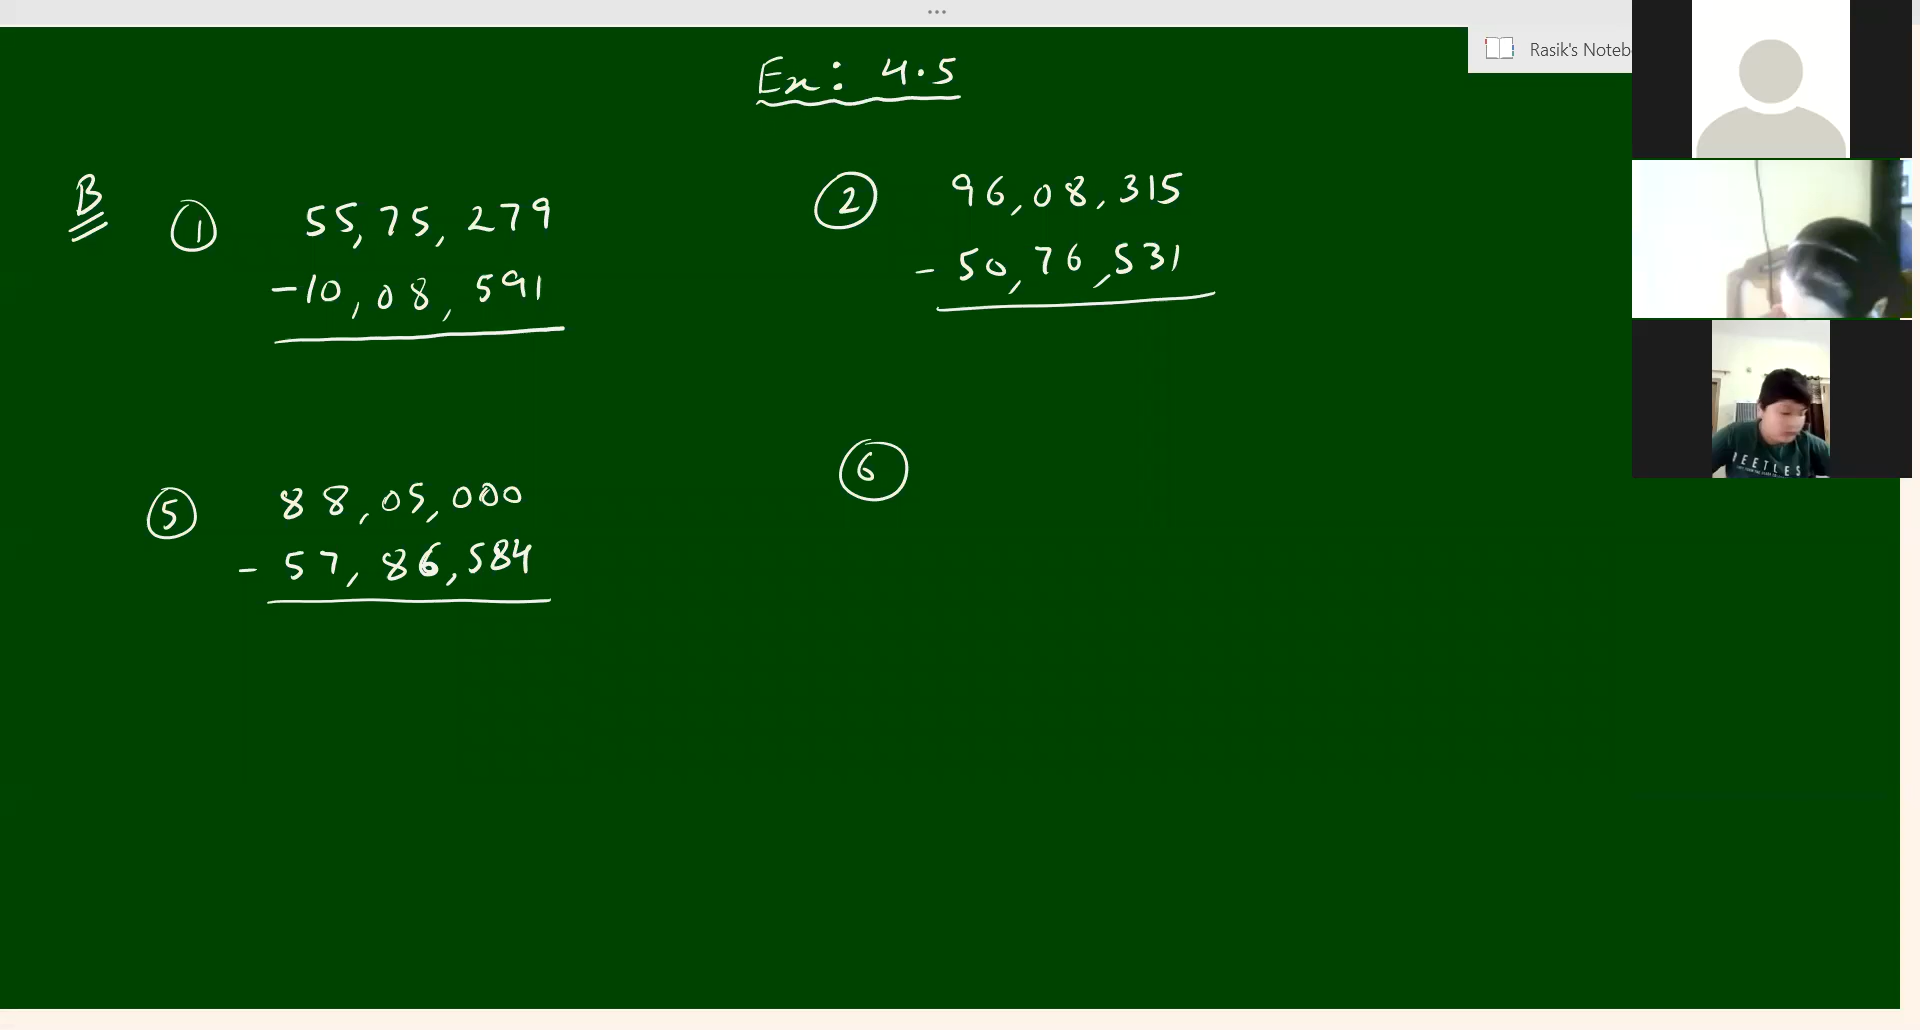 Rasik's Noteb
Ex: 4.5
B
1
55,75,279
-10,08,591
2
96,08,315
- 50,76,531
5
88,05,000
- 57,86,584
6
BEETLES